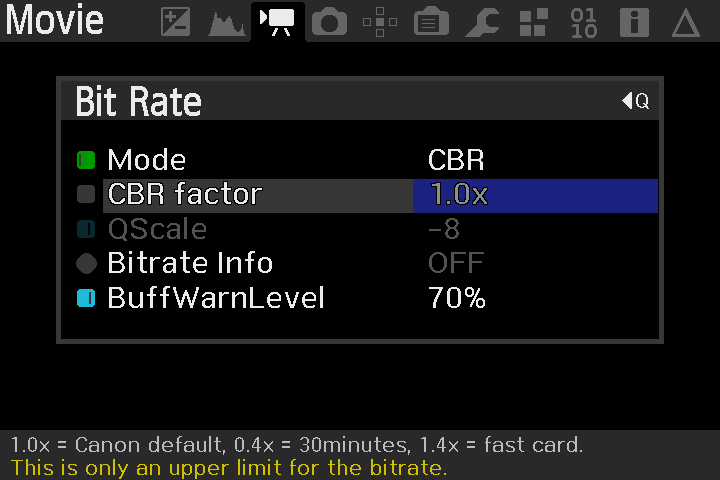 Movie
01
10
Bit Rate
Q
Mode CBR
CBR factor 1.0x
QScale -8
Bitrate Info OFF
BuffWarnLevel 70%
1.0x = Canon default, 0.4x = 30minutes, 1.4x = fast card.
This is only an upper limit for the bitrate.